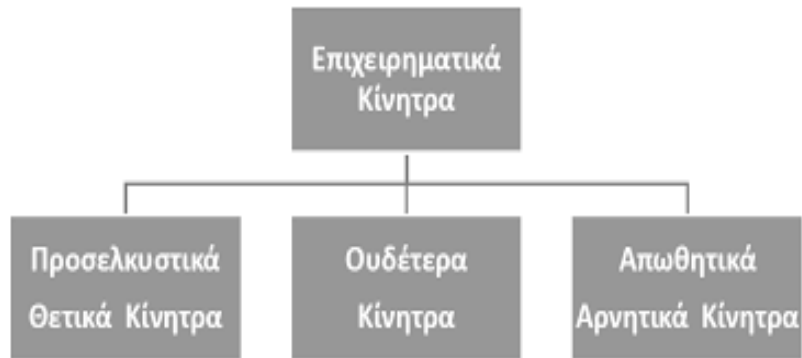 Επιχειρηματικά
Κίνητρα
Προσελκυστικά
Θετικά Κίνητρα
Ουδέτερα
Κίνητρα
Απωθητικά
Αρνητικά Κίνητρα